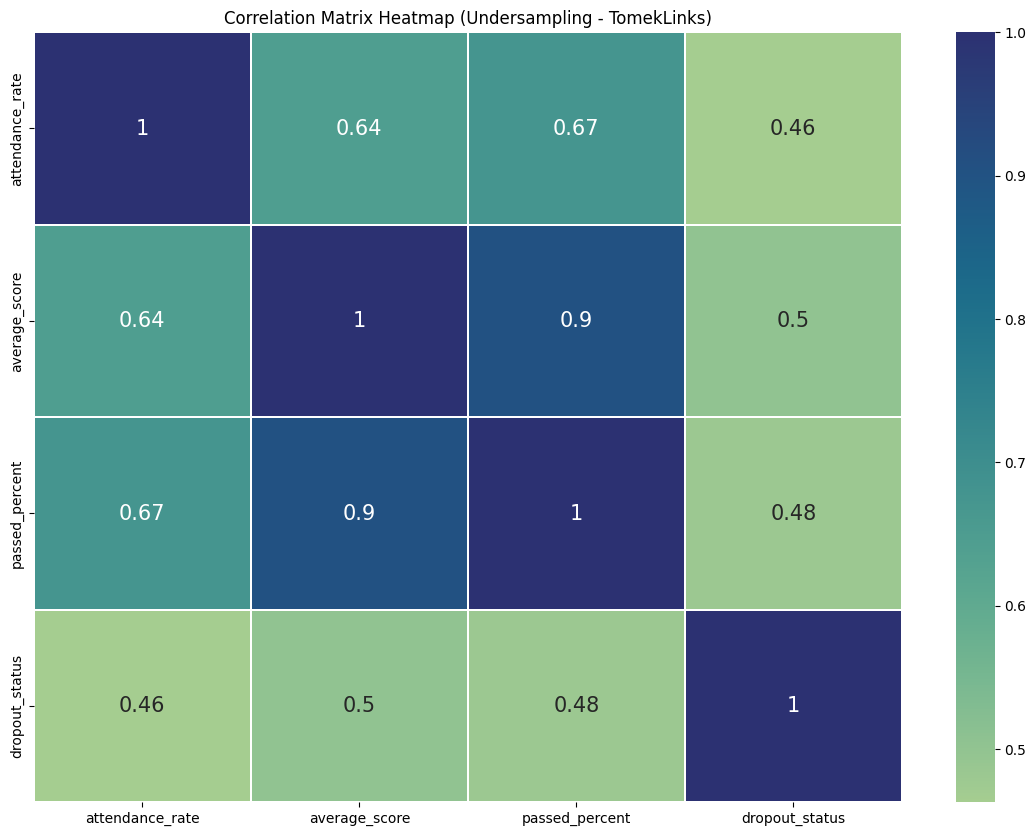 Correlation Matrix Heatmap (Undersampling - TomekLinks)
attendance_rate
1
0.64
0.67
0.46
average_score
0.64
1
0.9
0.5
passed_percent
0.67
0.9
1
0.48
dropout_status
0.46
0.5
0.48
1
attendance_rate
average_score
passed_percent
dropout_status
1.0
0.9
0.8
0.7
0.6
0.5